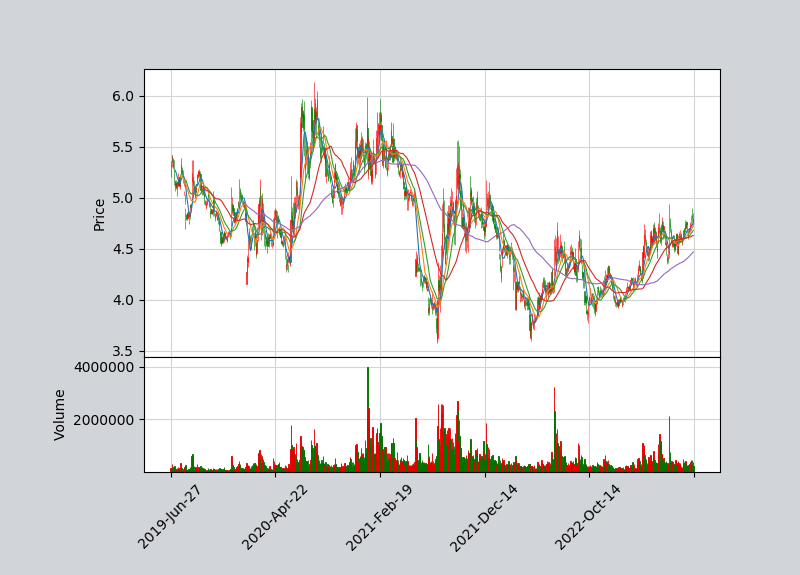 Price
6.0
5.5
5.0
4.5
4.0
3.5
Volume
4000000
2000000
2019-Jun-27
2020-Apr-22
2021-Feb-19
2021-Dec-14
2022-Oct-14